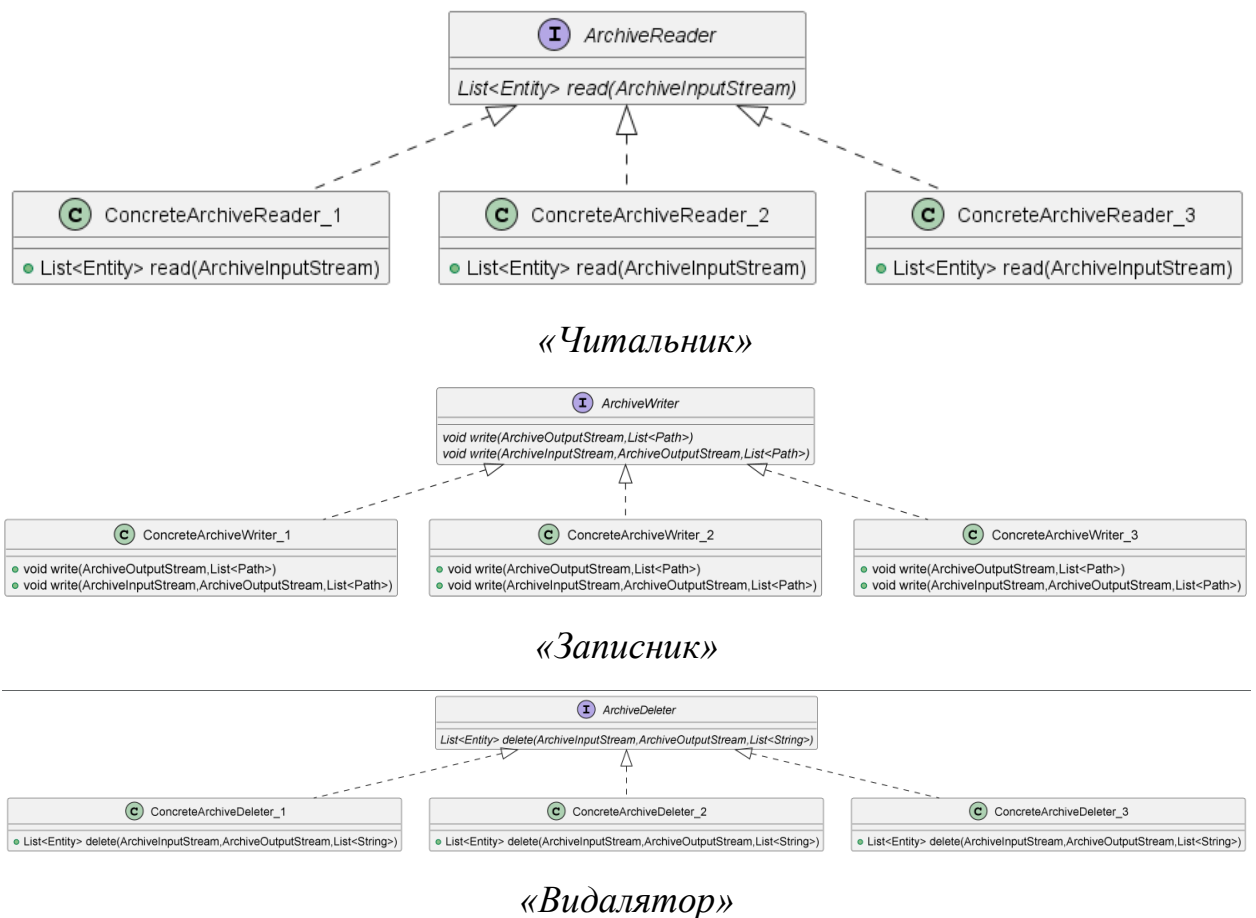 I ArchiveReader
List<Entity> read(ArchiveInputStream)
C ConcreteArchiveReader_1
List<Entity> read(ArchiveInputStream)
C ConcreteArchiveReader_2
List<Entity> read(ArchiveInputStream)
C ConcreteArchiveReader_3
List<Entity> read(ArchiveInputStream)
«Читальник»
I ArchiveWriter
void write(ArchiveOutputStream,List<Path>)
void write(ArchiveInputStream,ArchiveOutputStream,List<Path>)
C ConcreteArchiveWriter_1
void write(ArchiveOutputStream,List<Path>)
void write(ArchiveInputStream,ArchiveOutputStream,List<Path>)
C ConcreteArchiveWriter_2
void write(ArchiveOutputStream,List<Path>)
void write(ArchiveInputStream,ArchiveOutputStream,List<Path>)
C ConcreteArchiveWriter_3
void write(ArchiveOutputStream,List<Path>)
void write(ArchiveInputStream,ArchiveOutputStream,List<Path>)
«Записник»
I ArchiveDeleter
List<Entity> delete(ArchiveInputStream,ArchiveOutputStream,List<String>)
C ConcreteArchiveDeleter_1
List<Entity> delete(ArchiveInputStream,ArchiveOutputStream,List<String>)
C ConcreteArchiveDeleter_2
List<Entity> delete(ArchiveInputStream,ArchiveOutputStream,List<String>)
C ConcreteArchiveDeleter_3
List<Entity> delete(ArchiveInputStream,ArchiveOutputStream,List<String>)
«Видалятор»